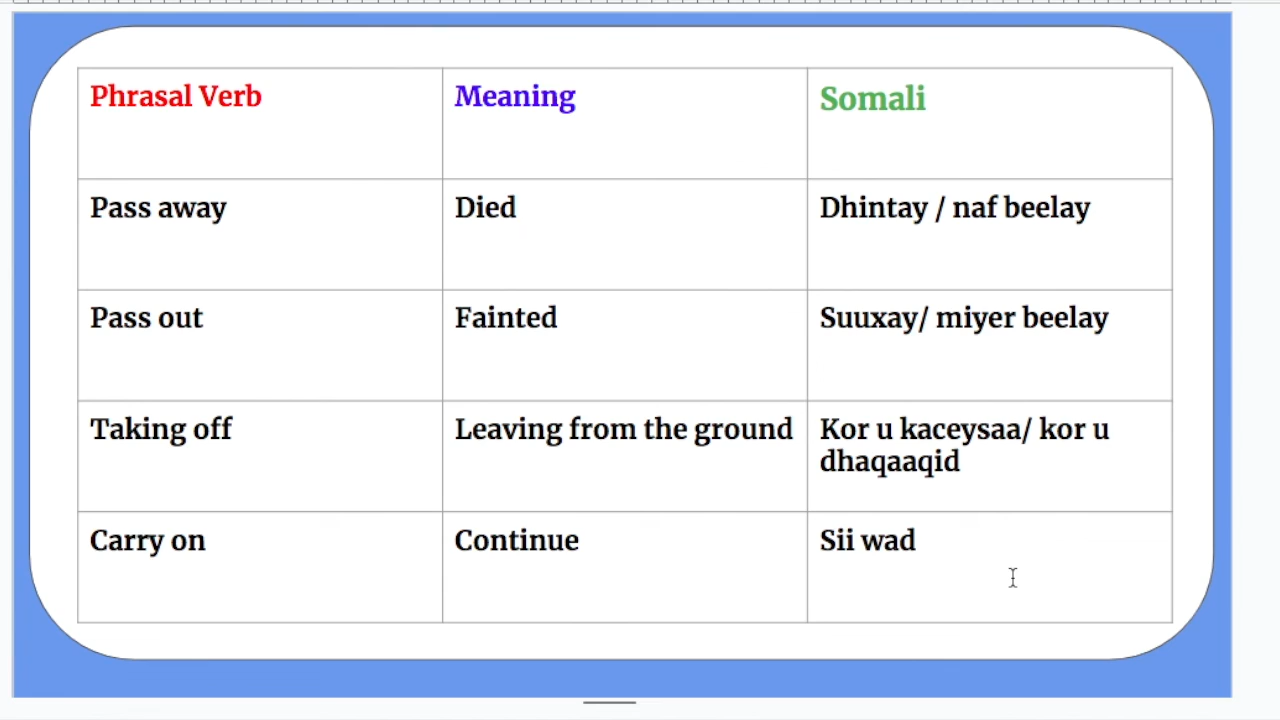 Phrasal Verb
Meaning
Somali
Pass away
Died
Dhintay / naf beelay
Pass out
Fainted
Suuxay/ miyer beelay
Taking off
Leaving from the ground
Kor u kaceysaa/ kor u
dhaqaaqid
Carry on
Continue
Sii wad